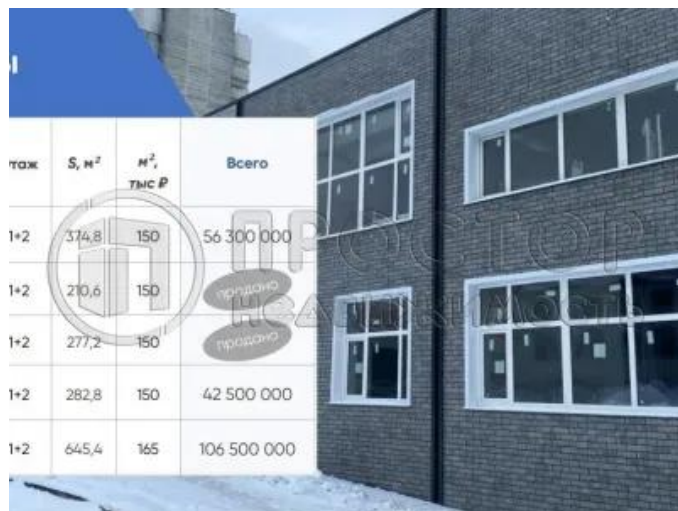 Ы
этаж S, м² м², Всего
тыс ₽
1+2 374,8 150 56 300 000
1+2 210,6 150 продано
1+2 277,2 150 продано
1+2 282,8 150 42 500 000
1+2 645,4 165 106 500 000
ПРОСТОР
НЕДВИЖИМОСТЬ